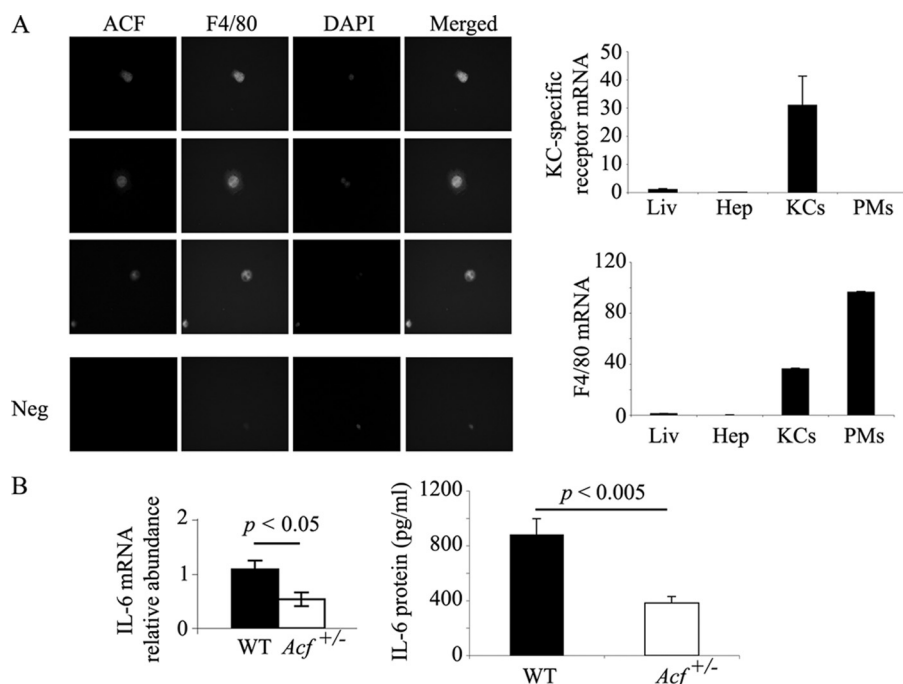 A
ACF F4/80 DAPI Merged
Neg
KC-specific
receptor mRNA
50
40
30
20
10
0
Liv Hep KCs PMs
F4/80 mRNA
120
80
40
0
Liv Hep KCs PMs
B
IL-6 mRNA
relative abundance
2
1
0
p < 0.05
WT Acf +/-
IL-6 protein (pg/ml)
1200
800
400
0
p < 0.005
WT Acf +/-